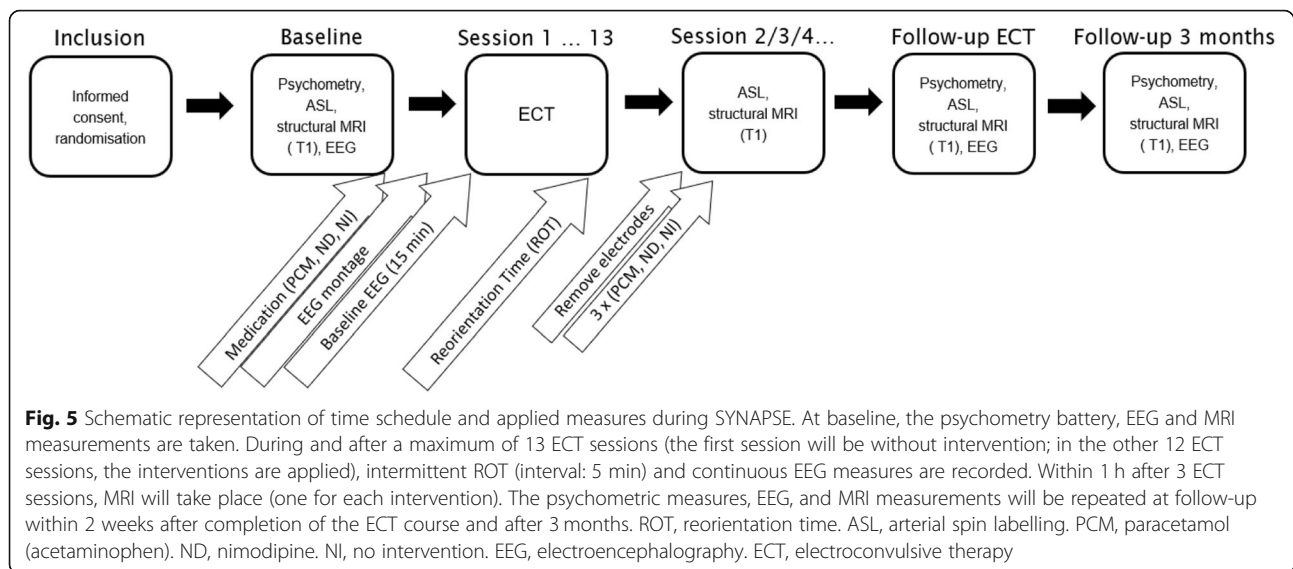 Inclusion
Baseline
Session 1 ... 13
Session 2/3/4...
Follow-up ECT
Follow-up 3 months
Informed
consent,
randomisation
Psychometry,
ASL,
structural MRI
( T1), EEG
ECT
ASL,
structural MRI
(T1)
Psychometry,
ASL,
structural MRI
( T1), EEG
Psychometry,
ASL,
structural MRI
( T1), EEG
Medication (PCM, ND, NI)
EEG montage
Baseline EEG (15 min)
Reorientation Time (ROT)
Remove electrodes
3 x (PCM, ND, NI)
Fig. 5 Schematic representation of time schedule and applied measures during SYNAPSE. At baseline, the psychometry battery, EEG and MRI
measurements are taken. During and after a maximum of 13 ECT sessions (the first session will be without intervention; in the other 12 ECT
sessions, the interventions are applied), intermittent ROT (interval: 5 min) and continuous EEG measures are recorded. Within 1 h after 3 ECT
sessions, MRI will take place (one for each intervention). The psychometric measures, EEG, and MRI measurements will be repeated at follow-up
within 2 weeks after completion of the ECT course and after 3 months. ROT, reorientation time. ASL, arterial spin labelling. PCM, paracetamol
(acetaminophen). ND, nimodipine. NI, no intervention. EEG, electroencephalography. ECT, electroconvulsive therapy